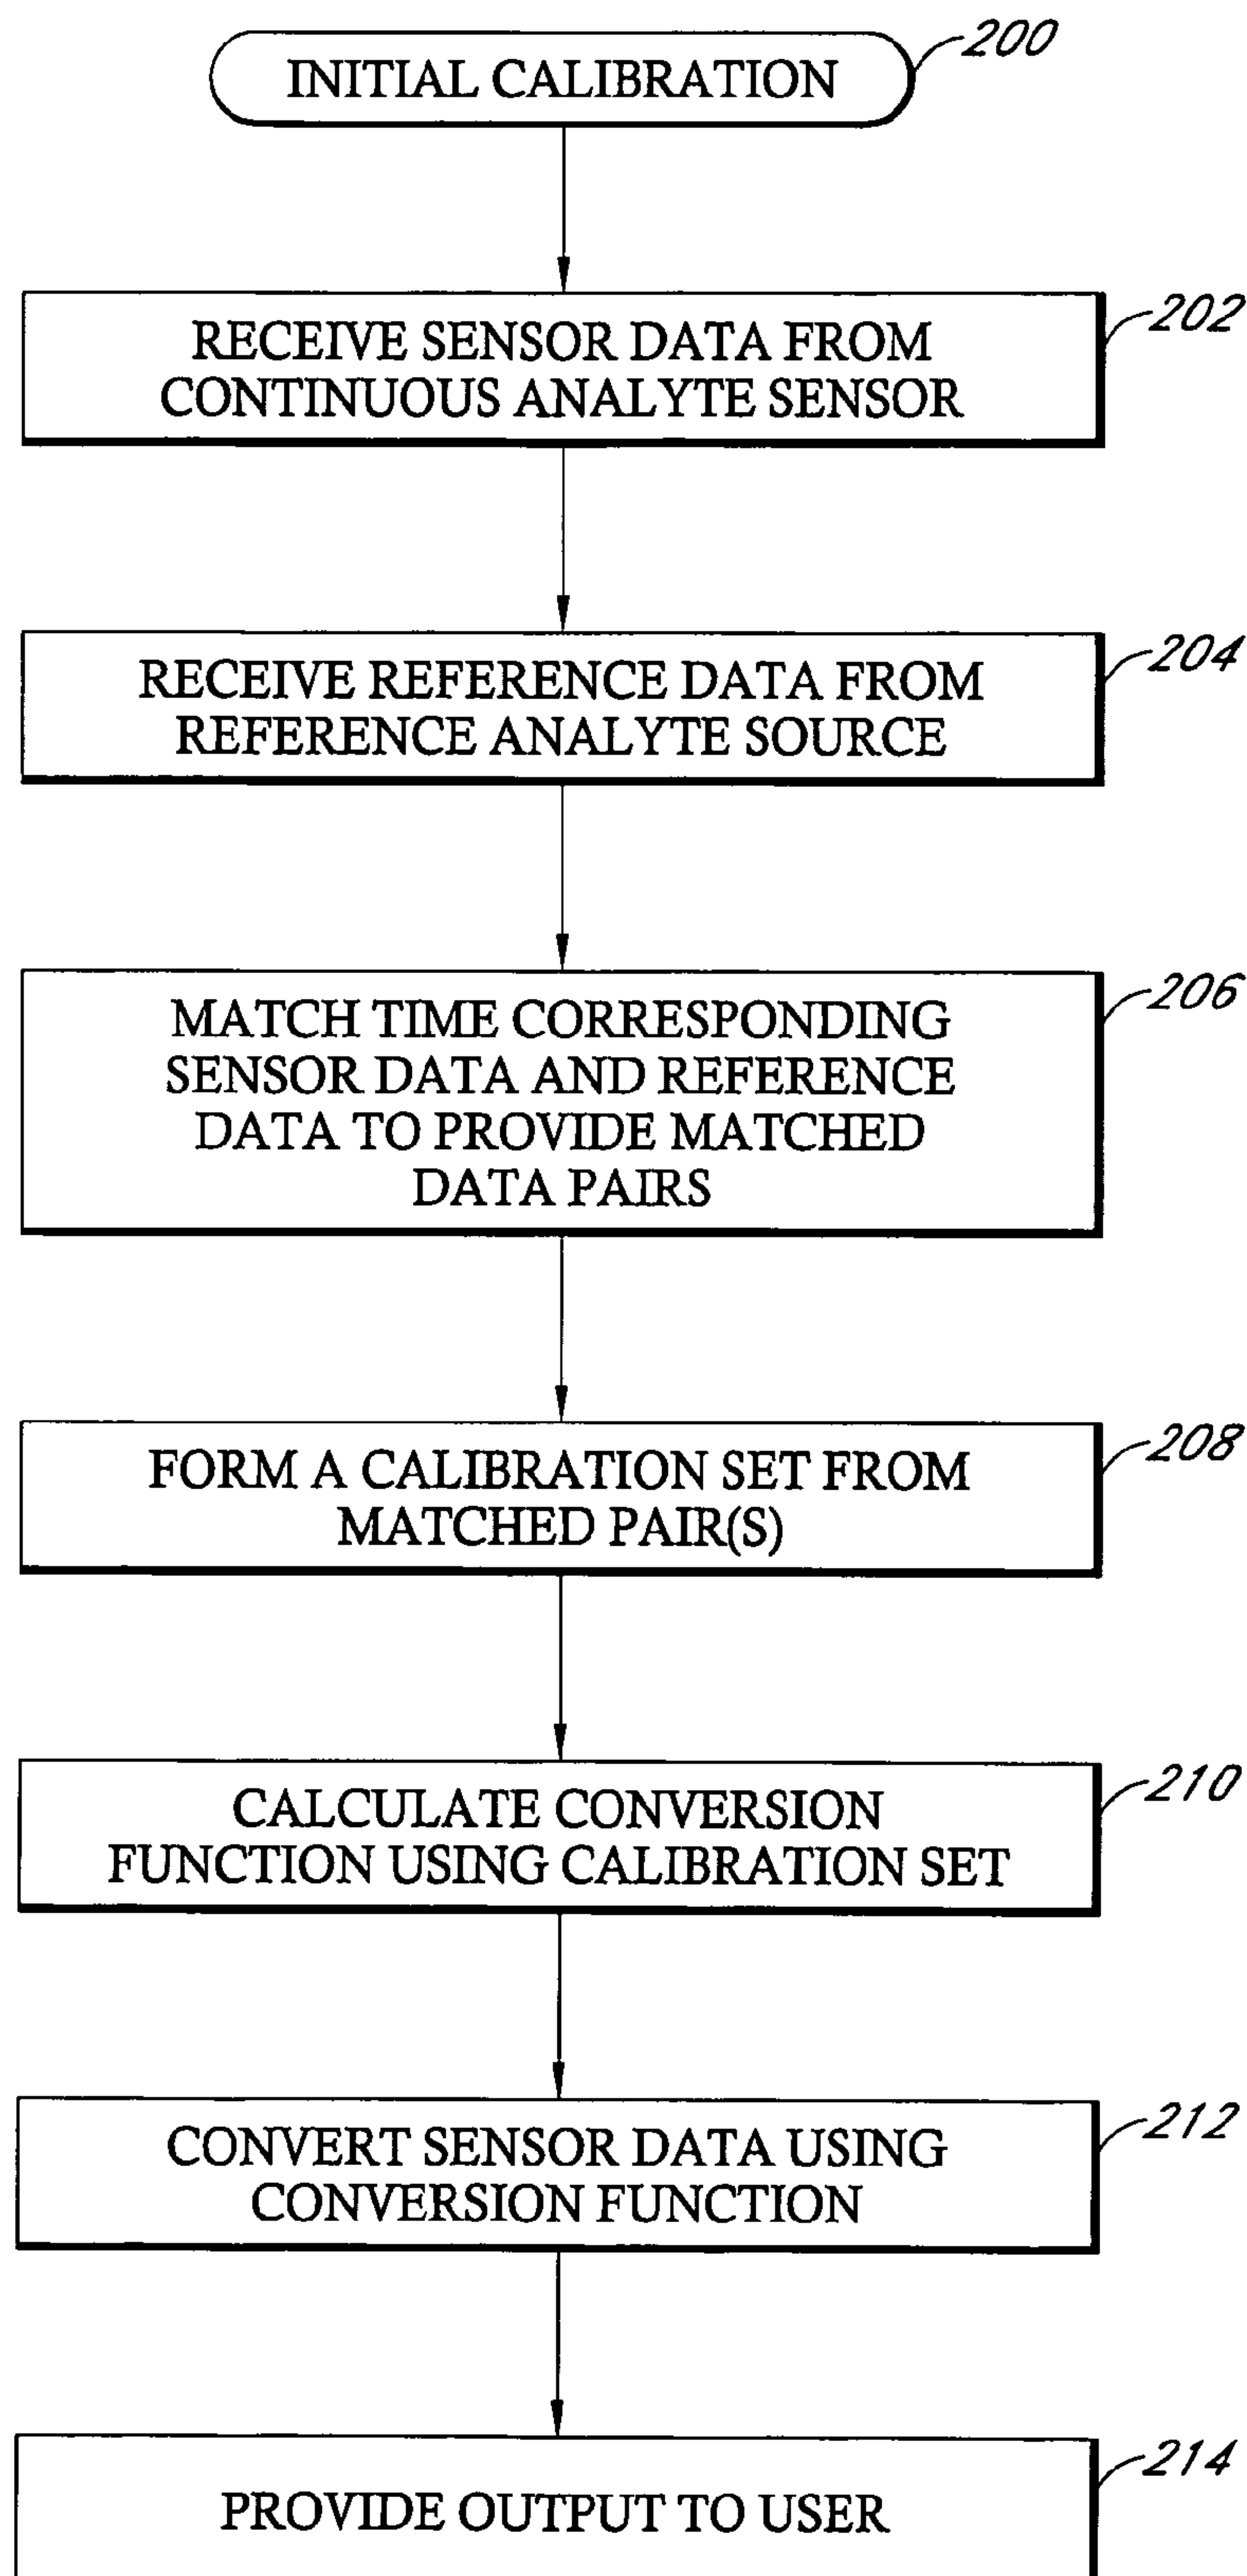 INITIAL CALIBRATION
200
RECEIVE SENSOR DATA FROM
CONTINUOUS ANALYTE SENSOR
202
RECEIVE REFERENCE DATA FROM
REFERENCE ANALYTE SOURCE
204
MATCH TIME CORRESPONDING
SENSOR DATA AND REFERENCE
DATA TO PROVIDE MATCHED
DATA PAIRS
206
FORM A CALIBRATION SET FROM
MATCHED PAIR(S)
208
CALCULATE CONVERSION
FUNCTION USING CALIBRATION SET
210
CONVERT SENSOR DATA USING
CONVERSION FUNCTION
212
PROVIDE OUTPUT TO USER
214